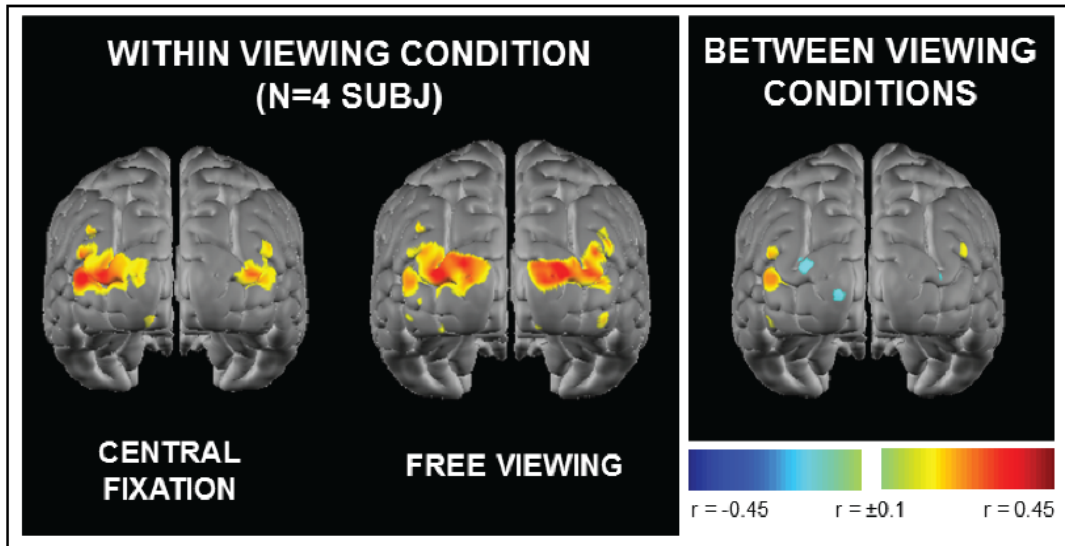 WITHIN VIEWING CONDITION
(N=4 SUBJ)
BETWEEN VIEWING
CONDITIONS
CENTRAL
FIXATION
FREE VIEWING
r = -0.45 r = ±0.1 r = 0.45